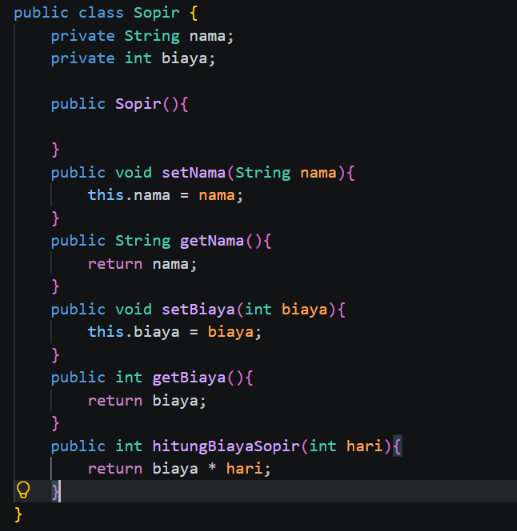 public class Sopir {
    private String nama;
    private int biaya;

    public Sopir(){

    }
    public void setNama(String nama){
        this.nama = nama;
    }
    public String getNama(){
        return nama;
    }
    public void setBiaya(int biaya){
        this.biaya = biaya;
    }
    public int getBiaya(){
        return biaya;
    }
    public int hitungBiayaSopir(int hari){
        return biaya * hari;
    }
}